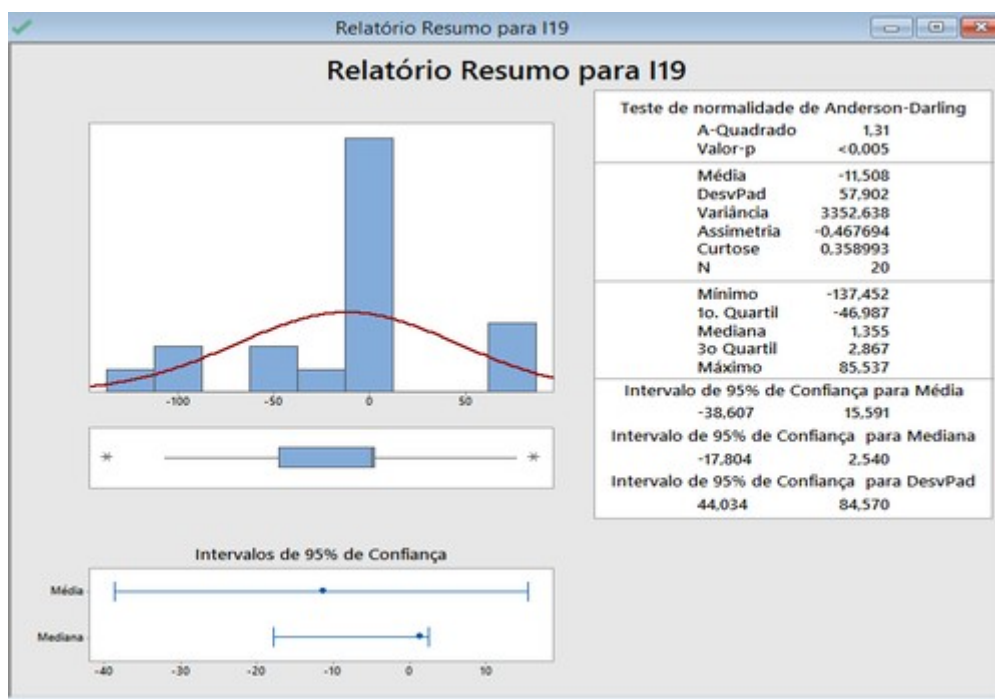 Relatório Resumo para I19
Relatório Resumo para I19
-100 -50 0 50
Intervalos de 95% de Confiança
Média
Mediana
-40 -30 -20 -10 0 10
Teste de normalidade de Anderson-Darling
A-Quadrado 1,31
Valor-p <0,005
Média -11,508
DesvPad 57,902
Variância 3352,638
Assimetria -0,467694
Curtose 0,358993
N 20
Mínimo -137,452
1o. Quartil -46,987
Mediana 1,355
3o Quartil 2,867
Máximo 85,537
Intervalo de 95% de Confiança para Média
-38,607 15,591
Intervalo de 95% de Confiança para Mediana
-17,804 2,540
Intervalo de 95% de Confiança para DesvPad
44,034 84,570